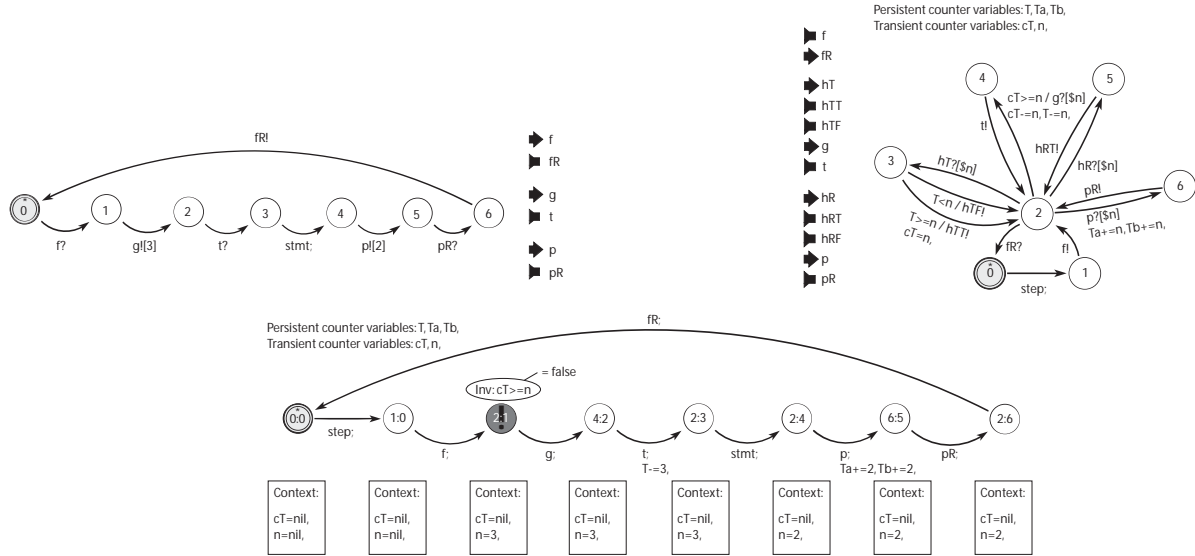 Persistent counter variables: T, Ta, Tb,
Transient counter variables: cT, n,
fR!
*
0
1
2
3
4
5
6
f?
g![3]
t?
stmt;
p![2]
pR?
f
fR
g
t
p
pR
f
fR
hT
hTT
hTF
g
t
hR
hRT
hRF
p
pR
4
5
cT>=n / g?[$n]
cT-=n, T-=n,
t!
hRT!
hR?[$n]
3
hT?[$n]
6
pR!
T<n / hTF!
2
p?[$n]
Ta+=n, Tb+=n,
T>=n / hTT!
cT=n,
fR?
f!
*
0
1
step;
Persistent counter variables: T, Ta, Tb,
Transient counter variables: cT, n,
fR;
= false
Inv: cT>=n
*
0:0
1:0
2:1
4:2
2:3
2:4
6:5
2:6
step;
f;
g;
t;
T-=3,
stmt;
p;
Ta+=2, Tb+=2,
pR;
Context:
cT=nil,
n=nil,
Context:
cT=nil,
n=nil,
Context:
cT=nil,
n=3,
Context:
cT=nil,
n=3,
Context:
cT=nil,
n=3,
Context:
cT=nil,
n=2,
Context:
cT=nil,
n=2,
Context:
cT=nil,
n=2,